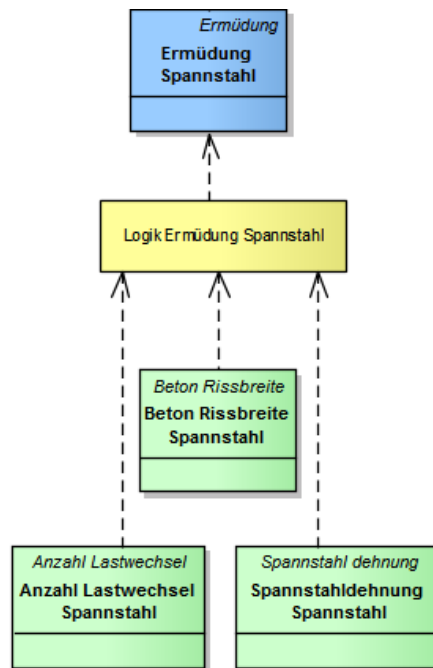 Ermüdung
Ermüdung
Spannstahl
Logik Ermüdung Spannstahl
Beton Rissbreite
Beton Rissbreite
Spannstahl
Anzahl Lastwechsel
Anzahl Lastwechsel
Spannstahl
Spannstahl dehnung
Spannstahldehnung
Spannstahl